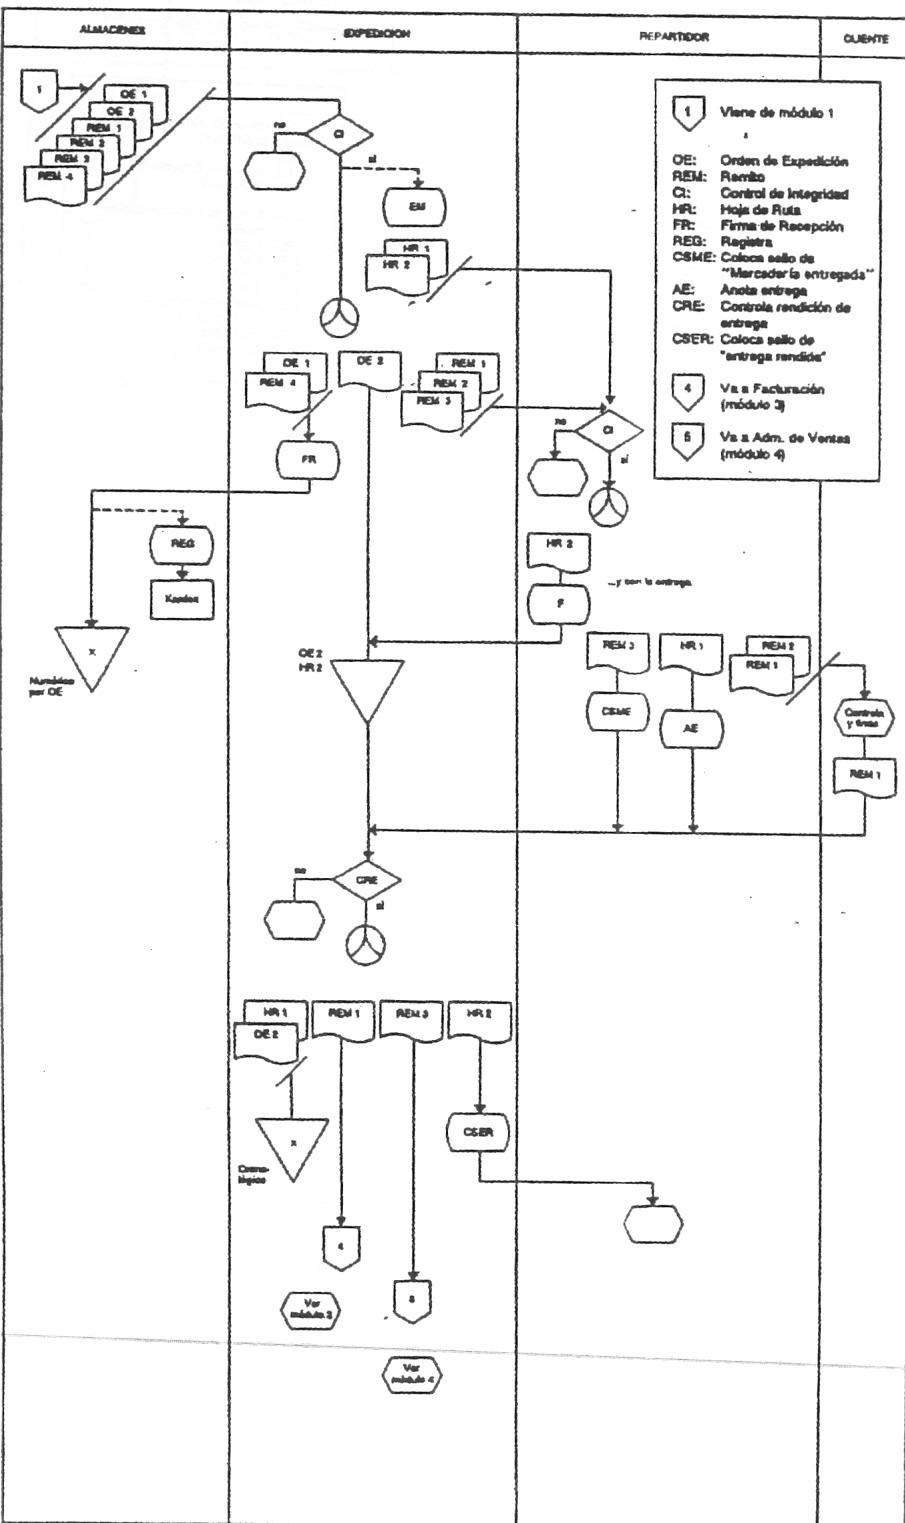 ALMACENES
EXPEDICION
REPARTIDOR
CLIENTE
1
OE 1
OE 2
REM 1
REM 2
REM 3
REM 4
CI
no
sí
EM
HR 1
HR 2
1 Viene de módulo 1
OE: Orden de Expedición
REM: Remito
CI: Control de Integridad
HR: Hoja de Ruta
FR: Firma de Recepción
REG: Registra
CSME: Coloca sello de
"Mercadería entregada"
AE: Anota entrega
CRE: Controla rendición de
entrega
CSER: Coloca sello de
"entrega rendida"
4 Va a Facturación
(módulo 3)
5 Va a Adm. de Ventas
(módulo 4)
OE 1
REM 4
OE 2
REM 1
REM 2
REM 3
FR
CI
no
sí
REG
Kardex
X
Numérico
por OE
HR 2
...y con la entrega
F
OE 2
HR 2
REM 3
HR 1
REM 2
REM 1
CSME
AE
Controla
y firma
REM 1
CRE
no
sí
HR 1
OE 2
REM 1
REM 3
HR 2
X
Crono-
lógico
CSER
4
Ver
módulo 3
5
Ver
módulo 4